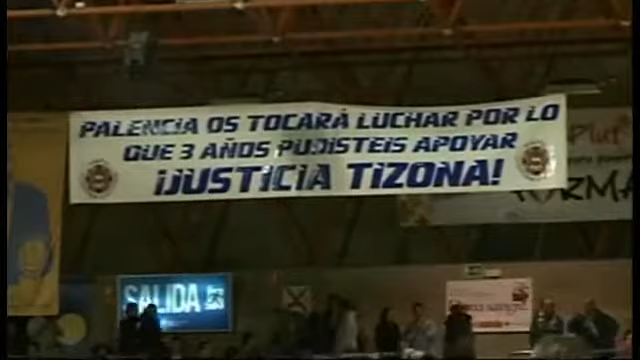 PALENCIA OS TOCARÁ LUCHAR POR LO
QUE 3 AÑOS PUDISTEIS APOYAR
¡JUSTICIA TIZONA!
SALIDA